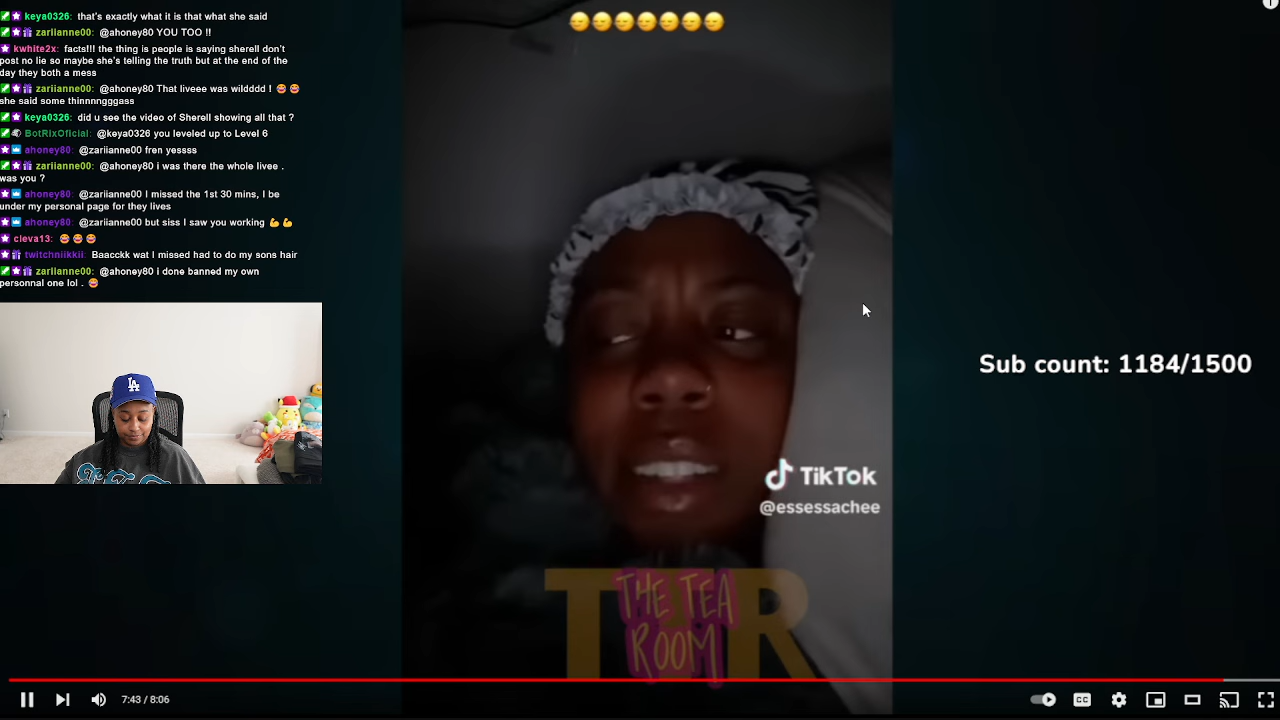 keya0326: that's exactly what it is that what she said
zariianne00: @ahoney80 YOU TOO !!
kwhite2x: facts!!! the thing is people is saying sherell don't
post no lie so maybe she's telling the truth but at the end of the
day they both a mess
zariianne00: @ahoney80 That liveee was wildddd !
she said some thinnnngggass
keya0326: did u see the video of Sherell showing all that ?
BotRixOficial: @keya0326 you leveled up to Level 6
ahoney80: @zariianne00 fren yessss
zariianne00: @ahoney80 i was there the whole livee .
was you ?
ahoney80: @zariianne00 I missed the 1st 30 mins, I be
under my personal page for they lives
ahoney80: @zariianne00 but siss I saw you working
cleva13:
twitchniikkii: Baacckk wat I missed had to do my sons hair
zariianne00: @ahoney80 i done banned my own
personnal one lol .
LA
Sub count: 1184/1500
TikTok
@essessachee
T R
THE TEA
ROOM
7:43 / 8:06
CC